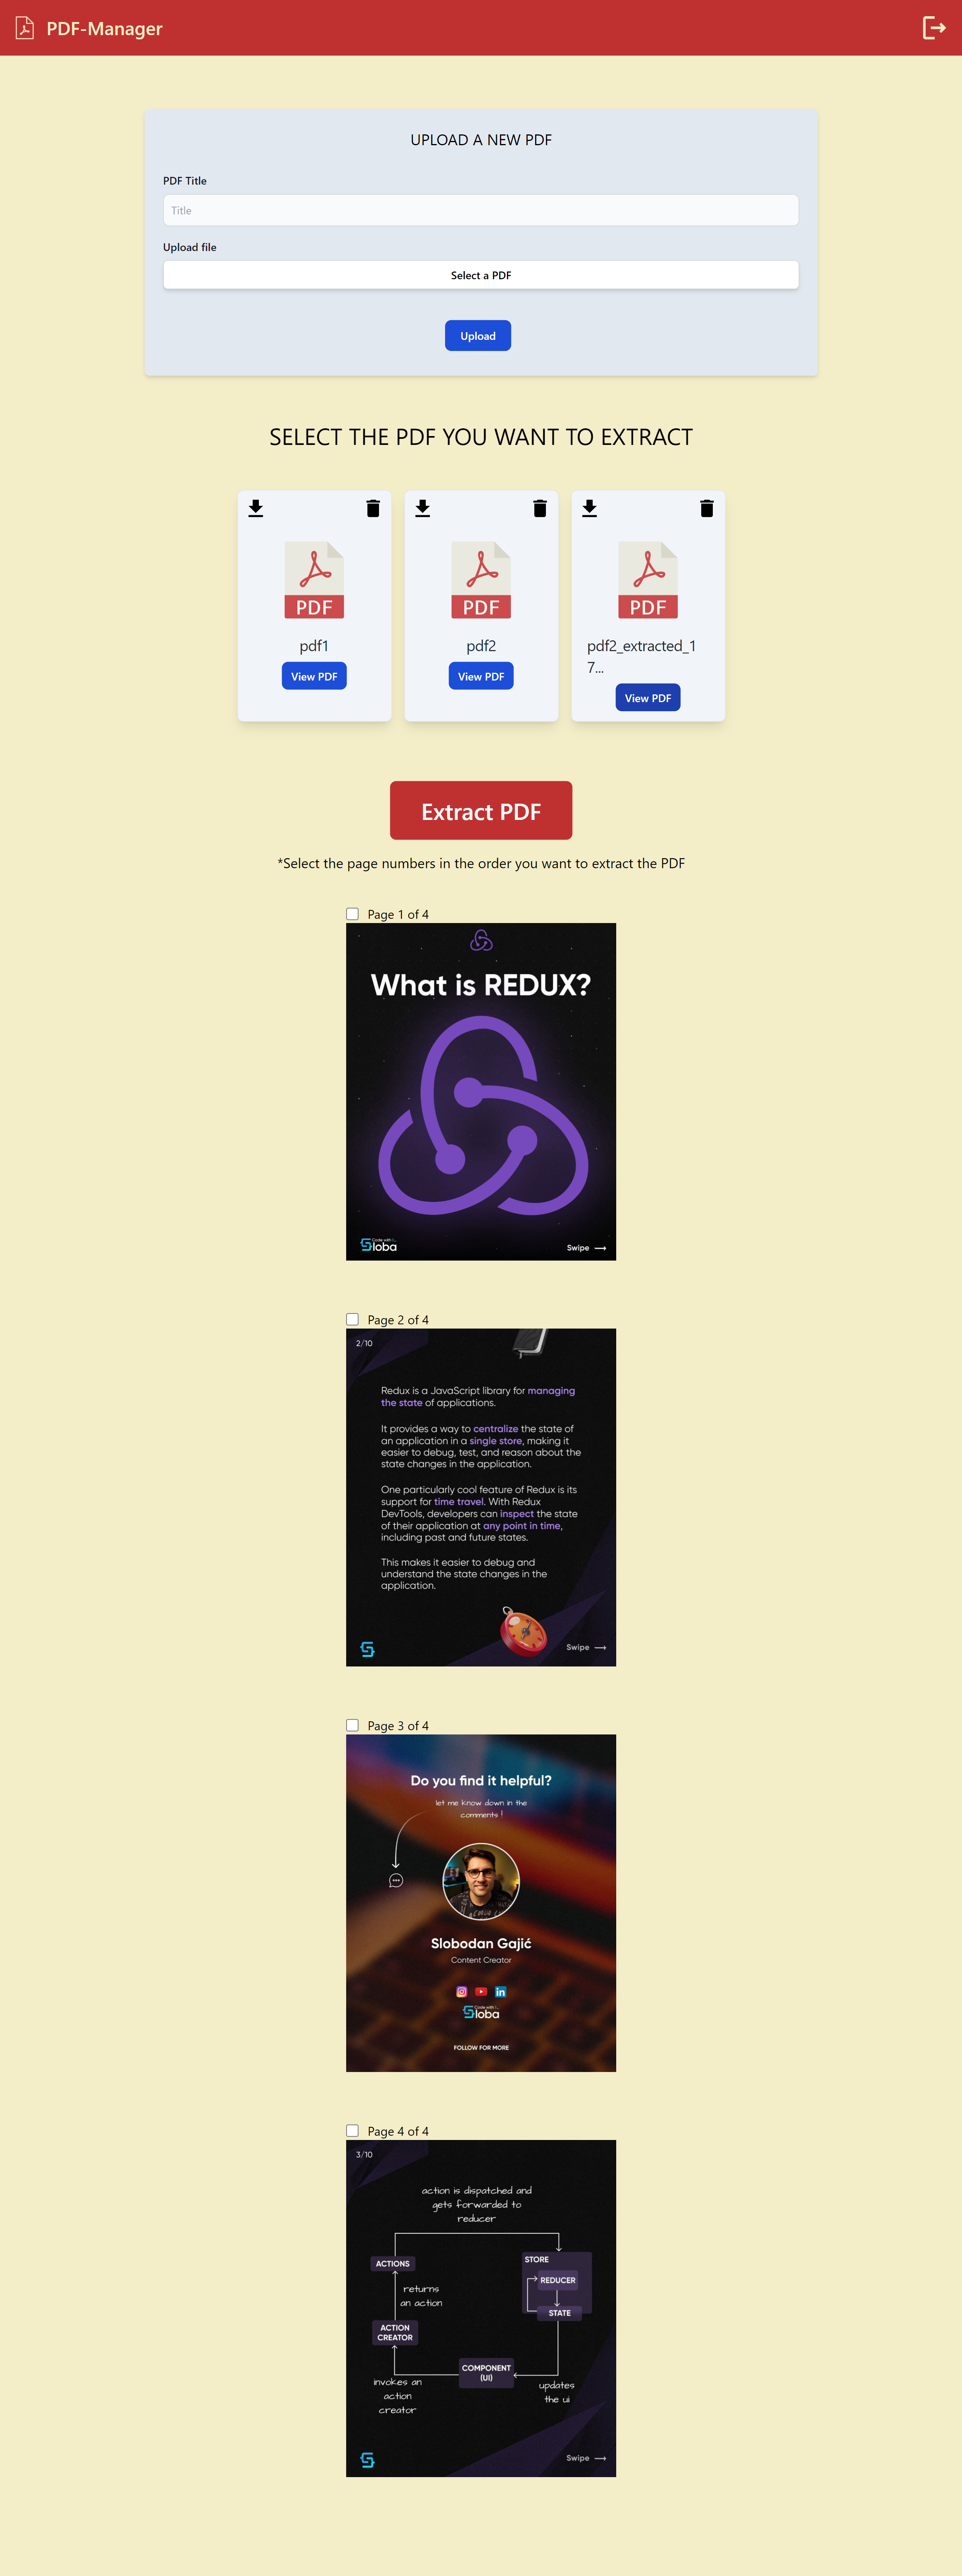 PDF-Manager
UPLOAD A NEW PDF
PDF Title
Title
Upload file
Select a PDF
Upload
SELECT THE PDF YOU WANT TO EXTRACT
PDF
pdf1
View PDF
PDF
pdf2
View PDF
PDF
pdf2_extracted_1
7...
View PDF
Extract PDF
*Select the page numbers in the order you want to extract the PDF
Page 1 of 4
What is REDUX?
Code with
Sloba
Swipe
Page 2 of 4
2/10
Redux is a JavaScript library for managing
the state of applications.
It provides a way to centralize the state of
an application in a single store, making it
easier to debug, test, and reason about the
state changes in the application.
One particularly cool feature of Redux is its
support for time travel. With Redux
DevTools, developers can inspect the state
of their application at any point in time,
including past and future states.
This makes it easier to debug and
understand the state changes in the
application.
Swipe
Page 3 of 4
Do you find it helpful?
let me know down in the
comments !
Slobodan Gajić
Content Creator
in
Code with
Sloba
FOLLOW FOR MORE
Page 4 of 4
3/10
action is dispatched and
gets forwarded to
reducer
ACTIONS
STORE
REDUCER
returns
an action
STATE
ACTION
CREATOR
COMPONENT
(UI)
invokes an
action
creator
updates
the ui
Swipe